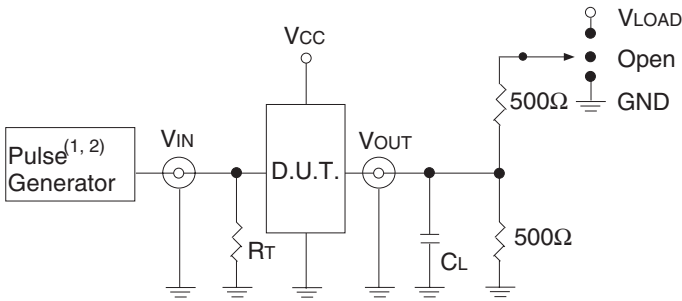 VLOAD
VCC
Open
500Ω
GND
Pulse(1, 2)
Generator
VIN
D.U.T.
VOUT
RT
CL
500Ω